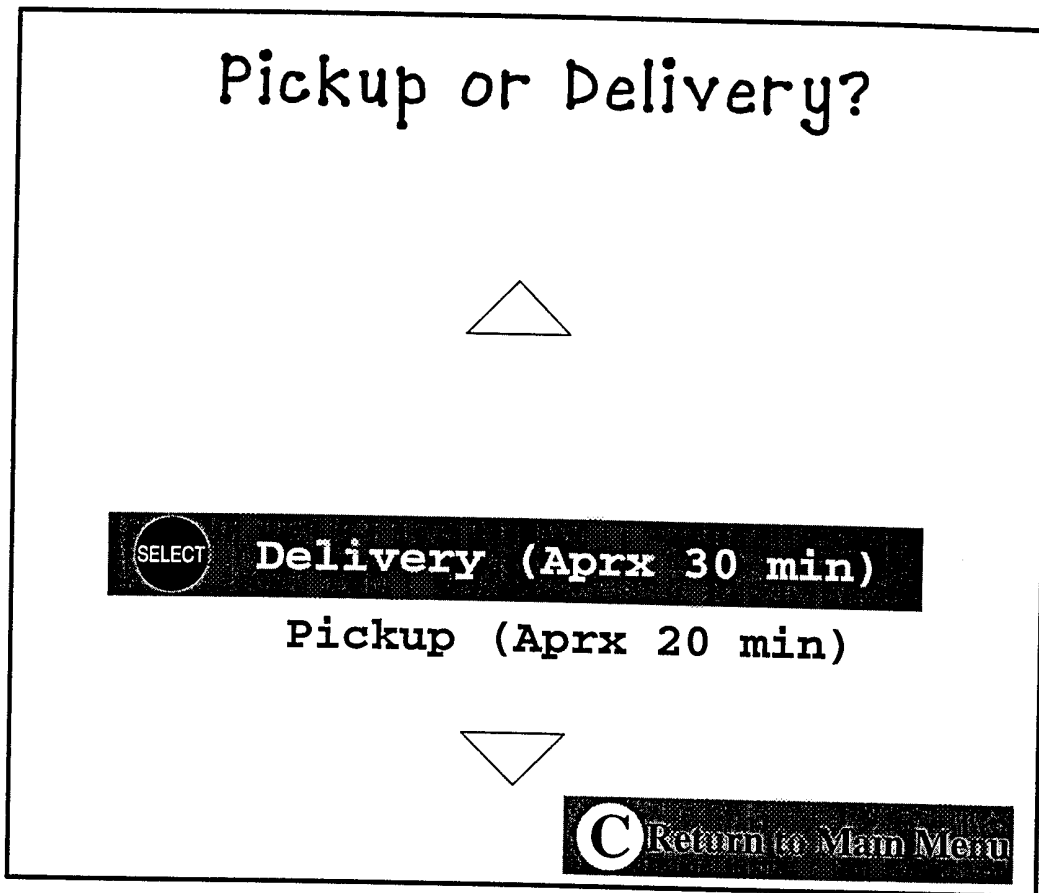 Pickup or Delivery?
SELECT Delivery (Aprx 30 min)
Pickup (Aprx 20 min)
C Return to Main Menu